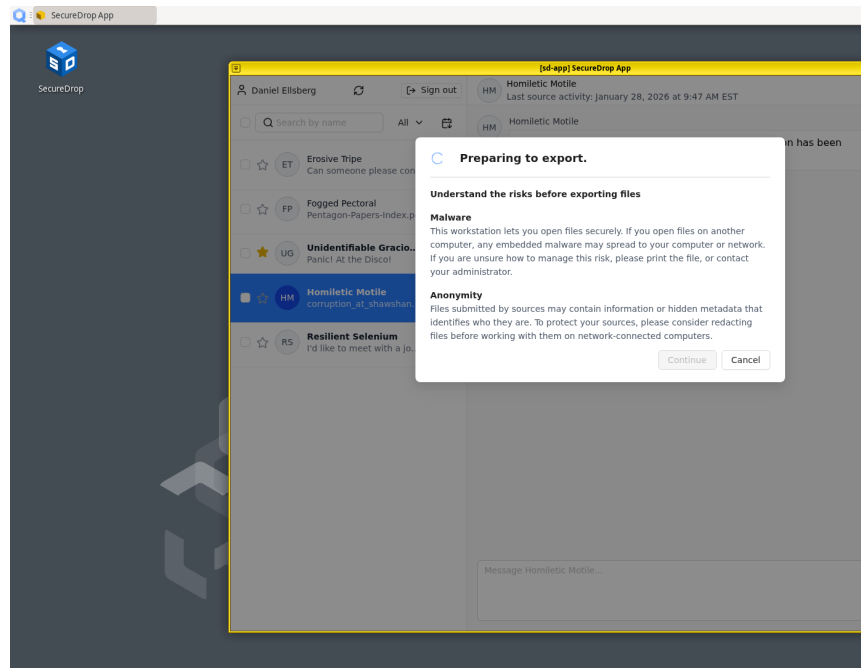 SecureDrop App
SecureDrop
[sd-app] SecureDrop App
Daniel Ellsberg
Sign out
Search by name
All
ET
Erosive Tripe
Can someone please con
FP
Fogged Pectoral
Pentagon-Papers-Index.p
UG
Unidentifiable Gracio...
Panic! At the Disco!
HM
Homiletic Motile
corruption_at_shawshan
RS
Resilient Selenium
I'd like to meet with a jo.
HM
Homiletic Motile
Last source activity: January 28, 2026 at 9:47 AM EST
HM
Homiletic Motile
n has been
Preparing to export.
Understand the risks before exporting files
Malware
This workstation lets you open files securely. If you open files on another
computer, any embedded malware may spread to your computer or network.
If you are unsure how to manage this risk, please print the file, or contact
your administrator.
Anonymity
Files submitted by sources may contain information or hidden metadata that
identifies who they are. To protect your sources, please consider redacting
files before working with them on network-connected computers.
Continue
Cancel
Message Homiletic Motile...